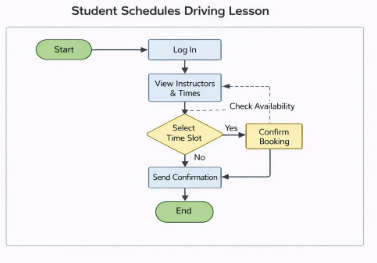 Student Schedules Driving Lesson
Start
Log In
View Instructors
& Times
Check Availability
Select
Time Slot
Yes
Confirm
Booking
No
Send Confirmation
End